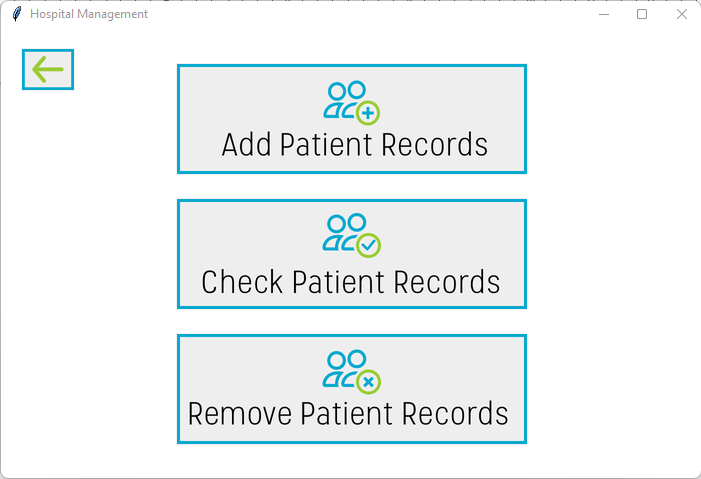 Hospital Management
Add Patient Records
Check Patient Records
Remove Patient Records